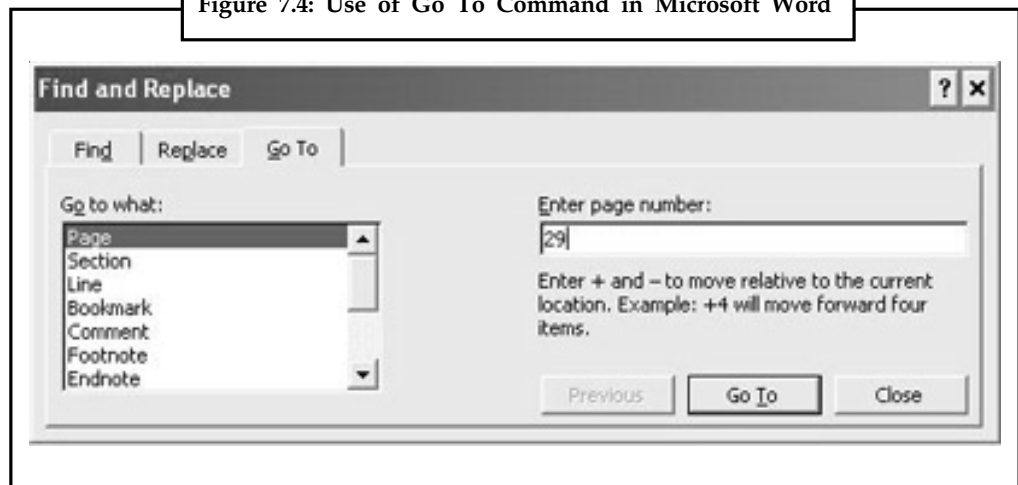 Figure 7.4: Use of Go To Command in Microsoft Word
Find and Replace
? ×
Find Replace Go To
Go to what:
Page
Section
Line
Bookmark
Comment
Footnote
Endnote
Enter page number:
29
Enter + and – to move relative to the current
location. Example: +4 will move forward four
items.
Previous Go To Close